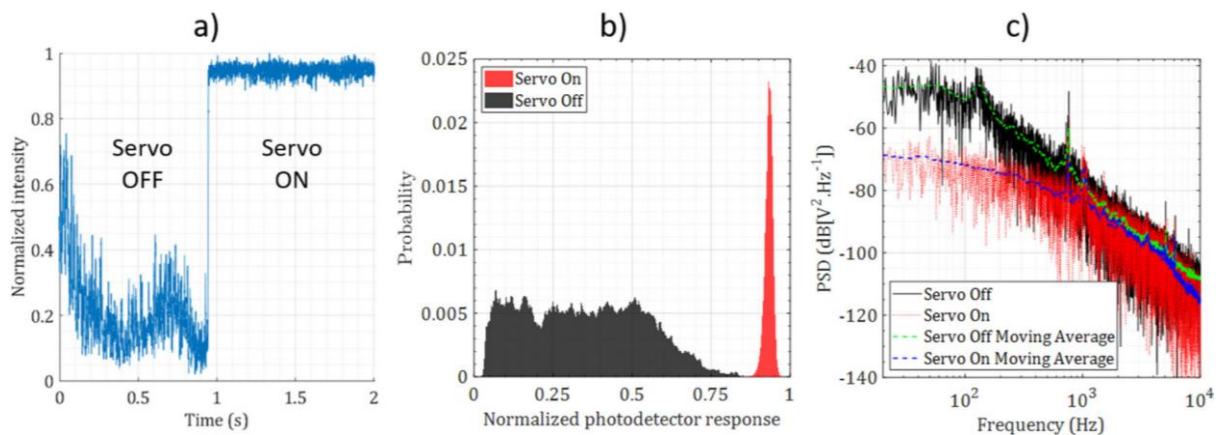 a)
1
0.8
0.6
0.4
0.2
0
Normalized intensity
Servo
OFF
Servo
ON
0
0.5
1
1.5
2
Time (s)
b)
0.025
0.02
0.015
0.01
0.005
0
Probability
Servo On
Servo Off
0
0.25
0.5
0.75
1
Normalized photodetector response
c)
-40
-60
-80
-100
-120
-140
PSD (dB[V².Hz⁻¹])
Servo Off
Servo On
Servo Off Moving Average
Servo On Moving Average
10²
10³
10⁴
Frequency (Hz)